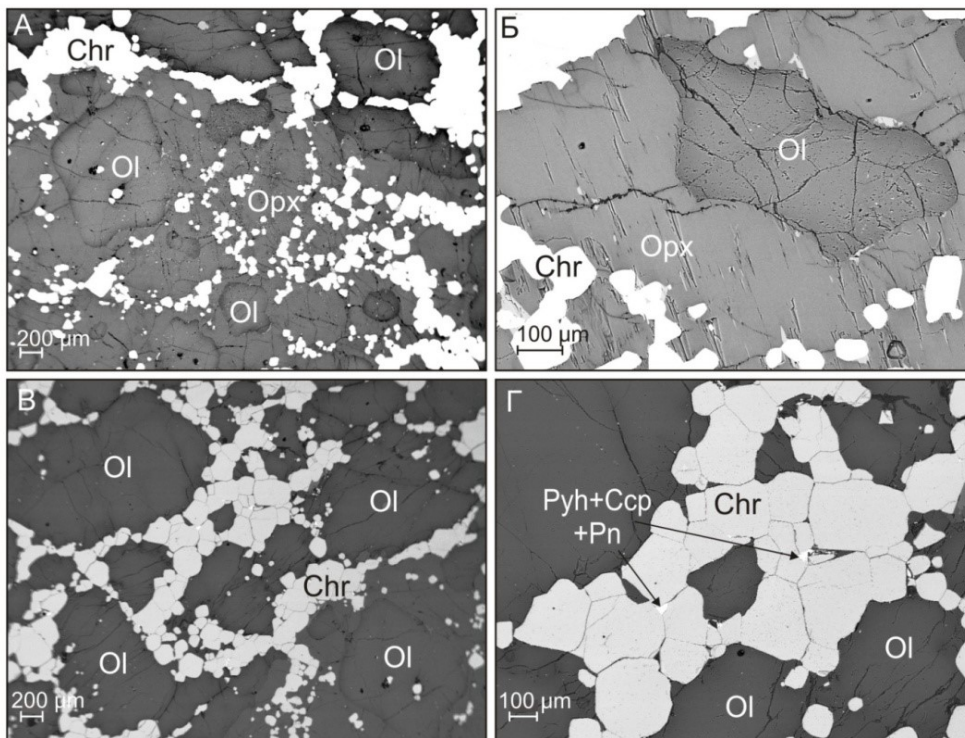 А
Chr
Ol
Ol
Opx
Ol
200 µm
Б
Ol
Opx
Chr
100 µm
В
Ol
Ol
Chr
Ol
Ol
200 µm
Г
Pyh+Ccp
+Pn
Chr
Ol
Ol
100 µm